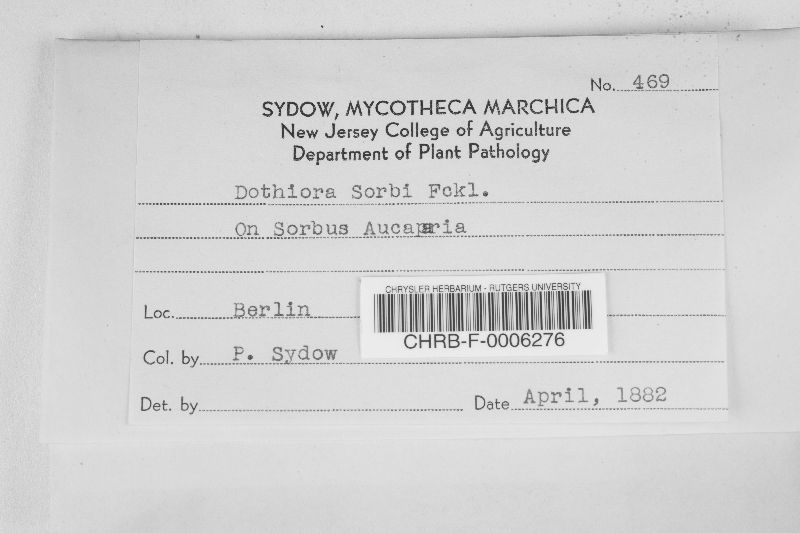 No. 469
SYDOW, MYCOTHECA MARCHICA
New Jersey College of Agriculture
Department of Plant Pathology
Dothiora Sorbi Fckl.
On Sorbus Aucaparia
CHRYSLER HERBARIUM - RUTGERS UNIVERSITY
Loc. Berlin
CHRB-F-0006276
Col. by P. Sydow
Det. by
Date April, 1882